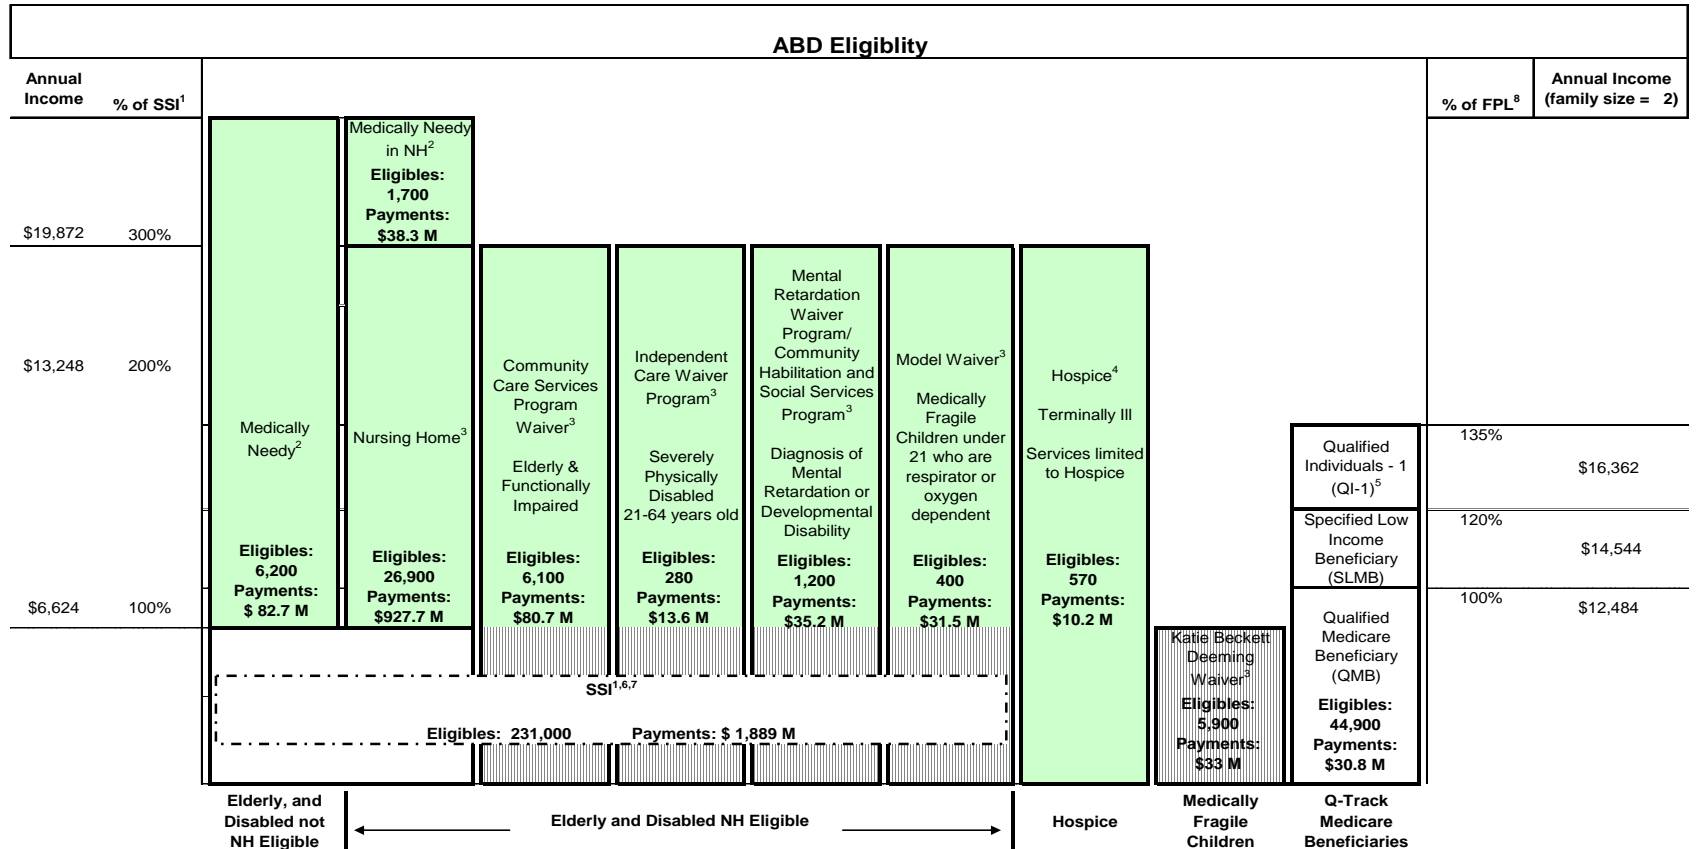 ABD Eligiblity
Annual
Income
% of SSI1
% of FPL8
Annual Income
(family size = 2)
$19,872
300%
$13,248
200%
$6,624
100%
Medically
Needy2
Eligibles:
6,200
Payments:
$ 82.7 M
Medically Needy
in NH2
Eligibles:
1,700
Payments:
$38.3 M
Nursing Home3
Eligibles:
26,900
Payments:
$927.7 M
Community
Care Services
Program
Waiver3
Elderly &
Functionally
Impaired
Eligibles:
6,100
Payments:
$80.7 M
Independent
Care Waiver
Program3
Severely
Physically
Disabled
21-64 years old
Eligibles:
280
Payments:
$13.6 M
Mental
Retardation
Waiver
Program/
Community
Habilitation and
Social Services
Program3
Diagnosis of
Mental
Retardation or
Developmental
Disability
Eligibles:
1,200
Payments:
$35.2 M
Model Waiver3
Medically
Fragile
Children under
21 who are
respirator or
oxygen
dependent
Eligibles:
400
Payments:
$31.5 M
Hospice4
Terminally Ill
Services limited
to Hospice
Eligibles:
570
Payments:
$10.2 M
Katie Beckett
Deeming
Waiver3
Eligibles:
5,900
Payments:
$33 M
Qualified
Individuals - 1
(QI-1)5
Specified Low
Income
Beneficiary
(SLMB)
Qualified
Medicare
Beneficiary
(QMB)
Eligibles:
44,900
Payments:
$30.8 M
135%
$16,362
120%
$14,544
100%
$12,484
SSI1,6,7
Eligibles: 231,000 Payments: $ 1,889 M
Elderly, and
Disabled not
NH Eligible
Elderly and Disabled NH Eligible
Hospice
Medically
Fragile
Children
Q-Track
Medicare
Beneficiaries